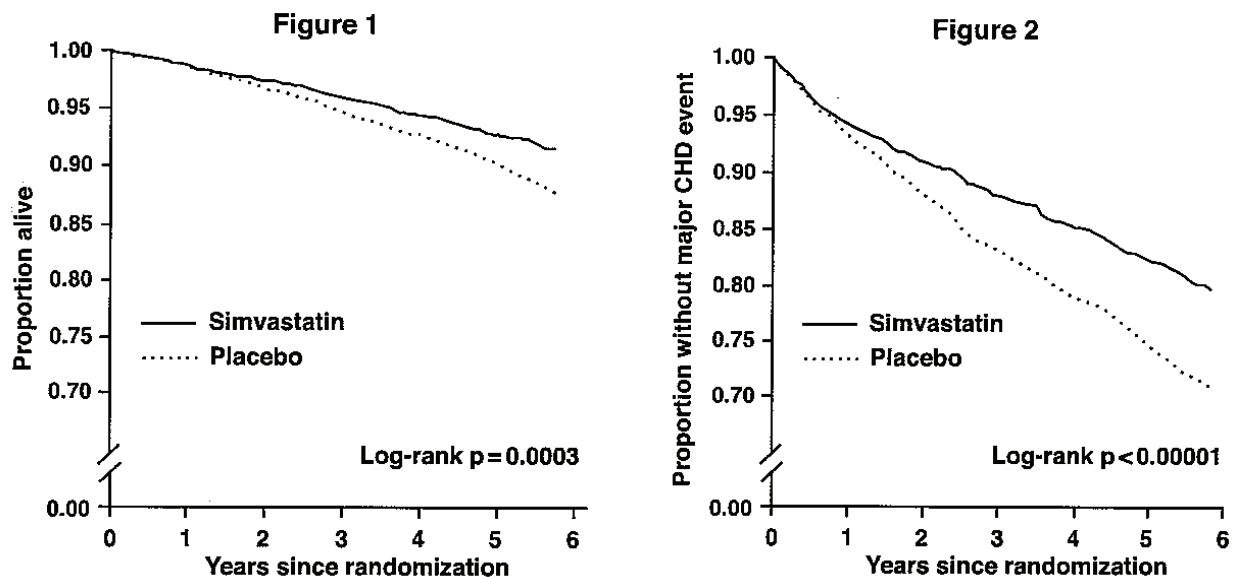 Figure 1
Proportion alive
1.00
0.95
0.90
0.85
0.80
0.75
0.70
0.00
Simvastatin
Placebo
Log-rank p=0.0003
0 1 2 3 4 5 6
Years since randomization
Figure 2
Proportion without major CHD event
1.00
0.95
0.90
0.85
0.80
0.75
0.70
0.00
Simvastatin
Placebo
Log-rank p<0.00001
0 1 2 3 4 5 6
Years since randomization